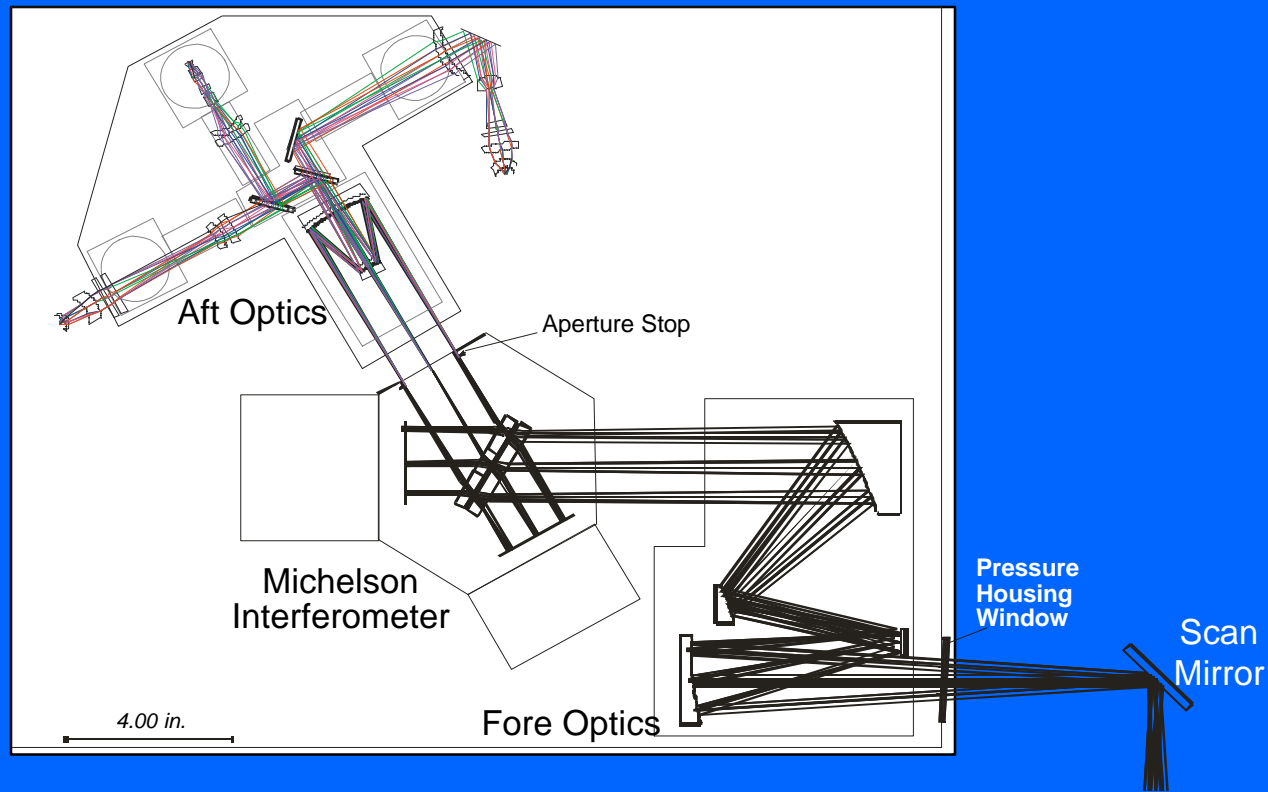 Aft Optics
Aperture Stop
Michelson
Interferometer
Pressure
Housing
Window
Scan
Mirror
Fore Optics
4.00 in.